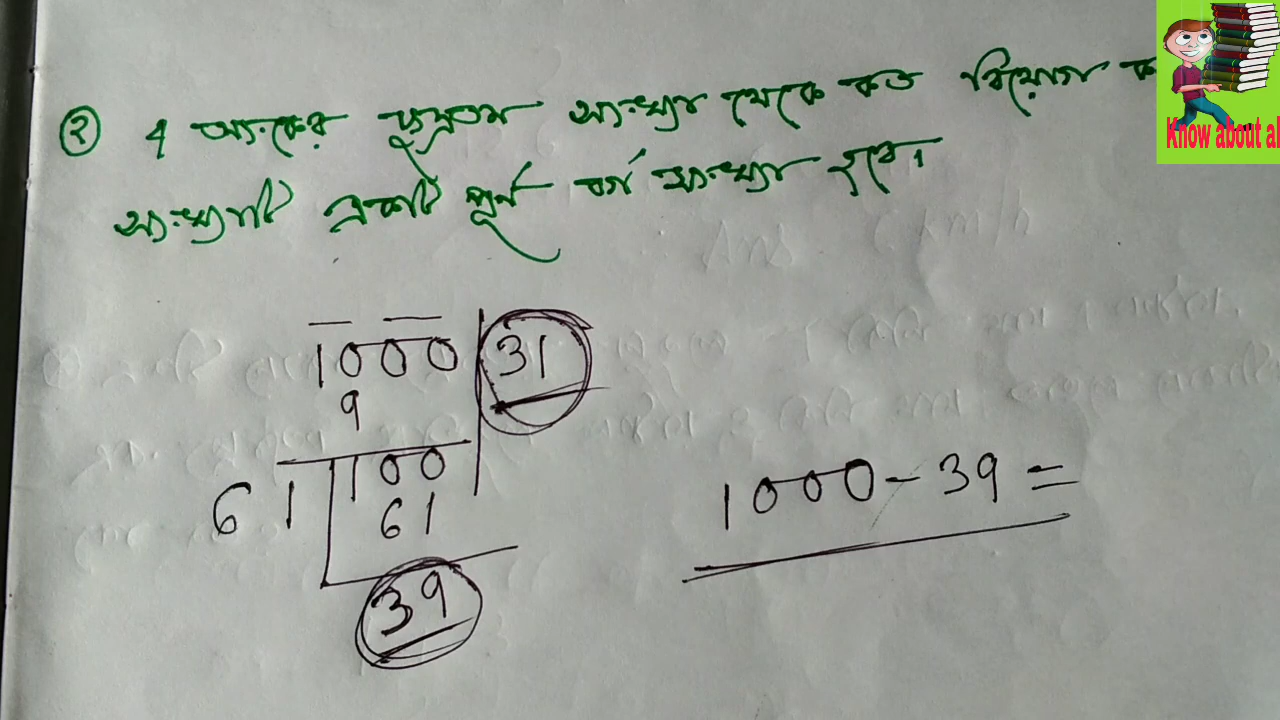 ② 4 অংকের ক্ষুদ্রতম সংখ্যা থেকে কত বিয়োগ ক
সংখ্যাটি একটি পূর্ণ বর্গ সংখ্যা হবে।
Know about al
1000 31
9
61 100
61
39
1000 - 39 =